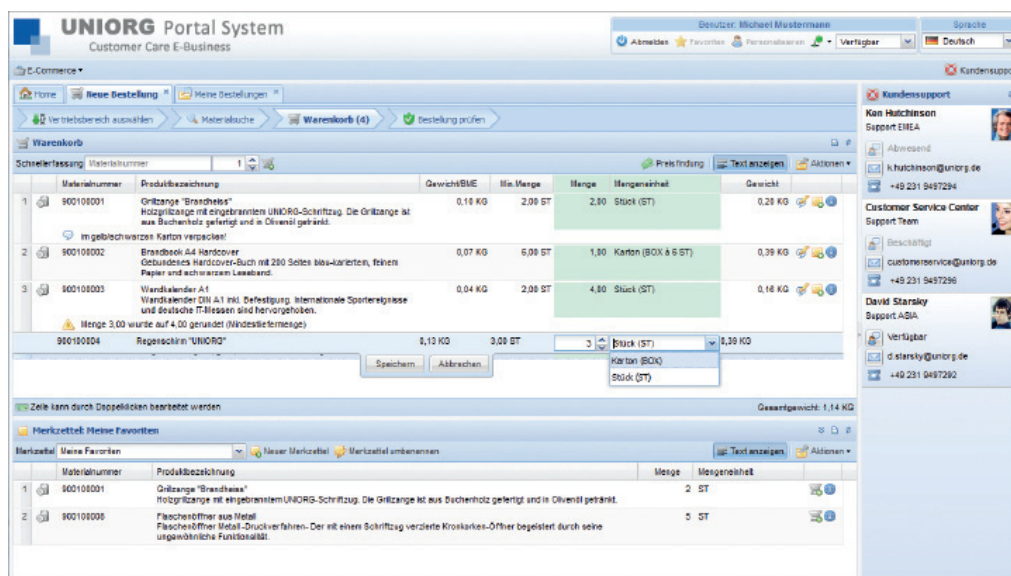 UNIORG Portal System
Customer Care E-Business
Benutzer: Michael Mustermann
Sprache
Abmelden Favoriten Personalisieren Verfügbar Deutsch
E-Commerce
Kundensuppo
Home Neue Bestellung Meine Bestellungen
Vertriebsbereich auswählen Materialsuche Warenkorb (4) Bestellung prüfen
Warenkorb
Schnellerfassung Materialnummer 1 Preisfindung Text anzeigen Aktionen
Materialnummer Produktbezeichnung Gewicht/BME Min.Menge Menge Mengeneinheit Gewicht
1 900100001 Grillzange "Brandheiss" 0,10 KG 2,00 ST 2,00 Stück (ST) 0,20 KG
Holzgrillzange mit eingebranntem UNIORG-Schriftzug. Die Grillzange ist
aus Buchenholz gefertigt und in Olivenöl getränkt.
im gelb/schwarzen Karton verpacken!
2 900100002 Brandbook A4 Hardcover 0,07 KG 6,00 ST 1,00 Karton (BOX à 6 ST) 0,39 KG
Gebundenes Hardcover-Buch mit 200 Seiten blau-kariertem, feinem
Papier und schwarzem Leseband.
3 900100003 Wandkalender A1 0,04 KG 2,00 ST 4,00 Stück (ST) 0,16 KG
Wandkalender DIN A1 inkl. Befestigung. Internationale Sportereignisse
und deutsche IT-Messen sind hervorgehoben.
Menge 3,00 wurde auf 4,00 gerundet (Mindestliefermenge)
900100004 Regenschirm "UNIORG" 0,13 KG 3,00 ST 3 Stück (ST) 0,39 KG
Karton (BOX)
Stück (ST)
Speichern Abbrechen
Zeile kann durch Doppelklicken bearbeitet werden
Gesamtgewicht: 1,14 KG
Merkzettel: Meine Favoriten
Merkzettel Meine Favoriten Neuer Merkzettel Merkzettel umbenennen Text anzeigen Aktionen
Materialnummer Produktbezeichnung Menge Mengeneinheit
1 900100001 Grillzange "Brandheiss" 2 ST
Holzgrillzange mit eingebranntem UNIORG-Schriftzug. Die Grillzange ist aus Buchenholz gefertigt und in Olivenöl getränkt.
2 Flaschenöffner aus Metall 5 ST
Flaschenöffner Metall-Druckverfahren- Der mit einem Schriftzug verzierte Kronkorken-Öffner begeistert durch seine
ungewöhnliche Funktionalität.
Kundensupport
Ken Hutchinson
Support EMEA
Abwesend
k.hutchinson@uniorg.de
+49 231 9497294
Customer Service Center
Support Team
Beschäftigt
customerservice@uniorg.de
+49 231 9497296
David Starsky
Support ASIA
Verfügbar
d.starsky@uniorg.de
+49 231 9497292